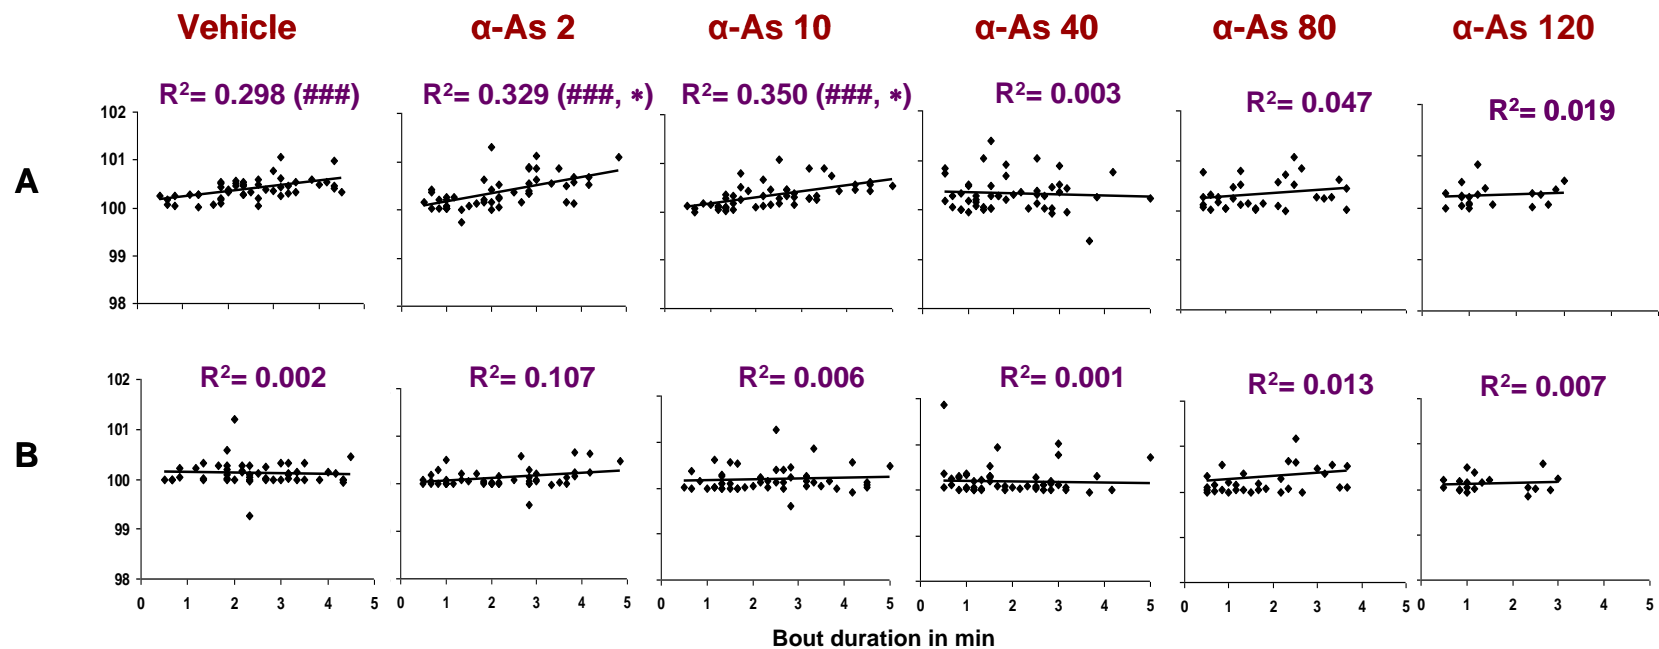 Vehicle α-As 2 α-As 10 α-As 40 α-As 80 α-As 120
R²= 0.298 (###) R²= 0.329 (###, *) R²= 0.350 (###, *) R²= 0.003 R²= 0.047 R²= 0.019
102
101
A
100
99
98
R²= 0.002 R²= 0.107 R²= 0.006 R²= 0.001 R²= 0.013 R²= 0.007
102
101
B
100
99
98
0 1 2 3 4 5 0 1 2 3 4 5 0 1 2 3 4 5 0 1 2 3 4 5 0 1 2 3 4 5 0 1 2 3 4 5
Bout duration in min